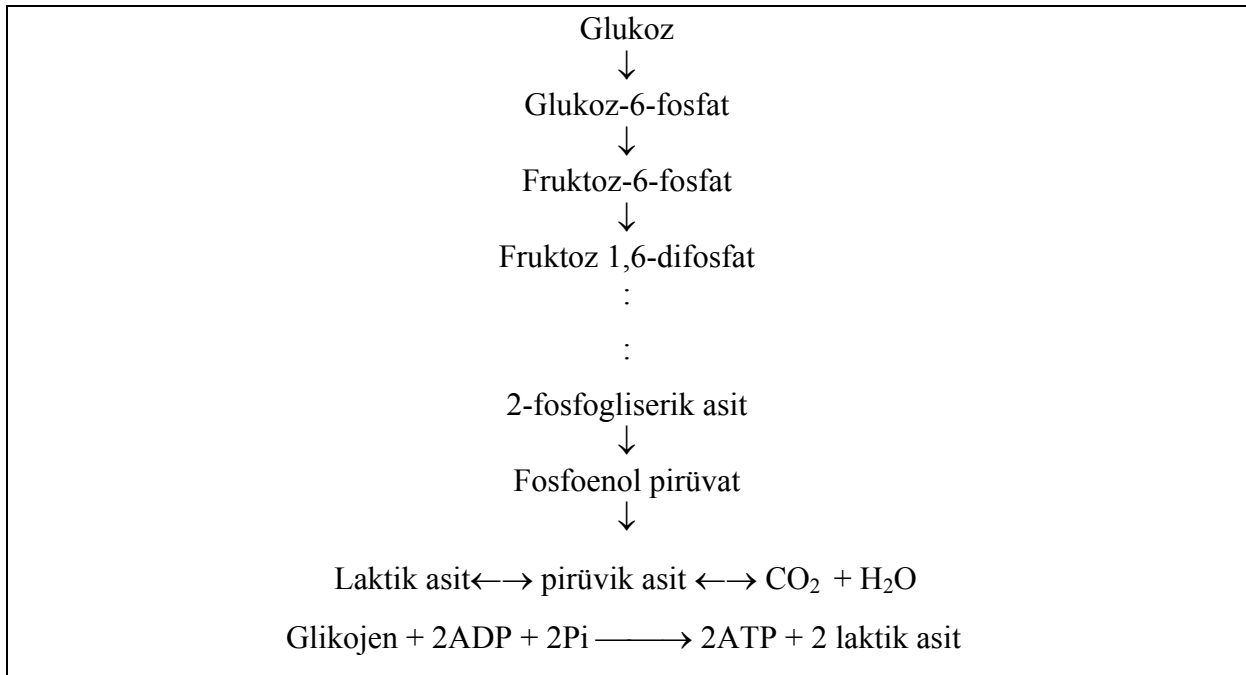 Glukoz
↓
Glukoz-6-fosfat
↓
Fruktoz-6-fosfat
↓
Fruktoz 1,6-difosfat
:
:
2-fosfogliserik asit
↓
Fosfoenol pirüvat
↓
Laktik asit←→ pirüvik asit ←→ CO₂ + H₂O
Glikojen + 2ADP + 2Pi ⟶ 2ATP + 2 laktik asit